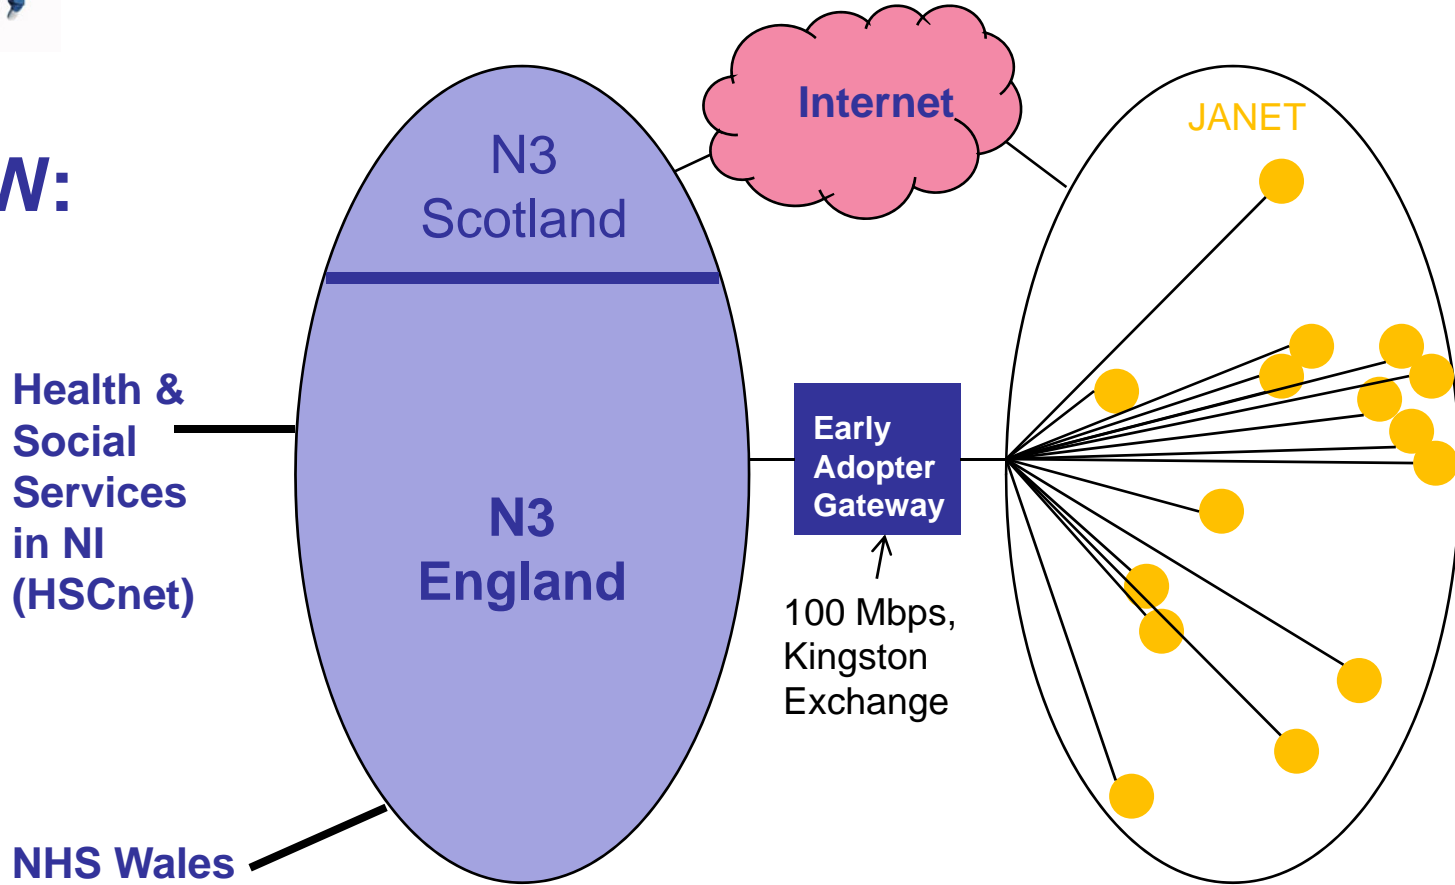 W:
Internet
JANET
N3
Scotland
Health &
Social
Services
in NI
(HSCnet)
N3
England
Early
Adopter
Gateway
100 Mbps,
Kingston
Exchange
NHS Wales